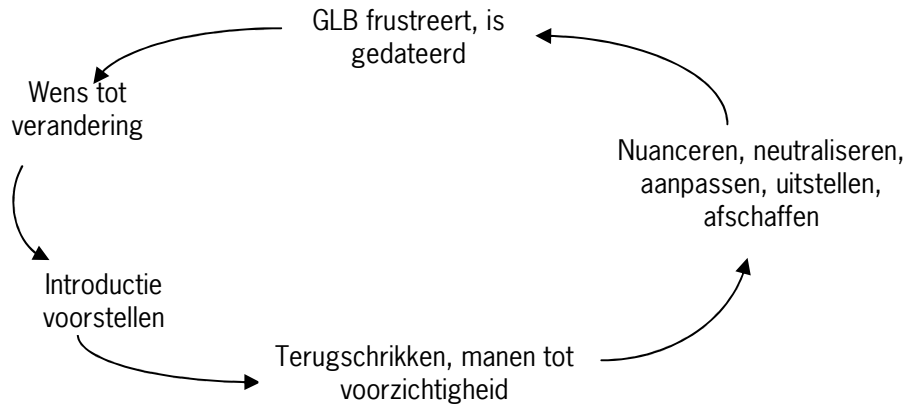 GLB frustreert, is
gedateerd
Wens tot
verandering
Introductie
voorstellen
Terugschrikken, manen tot
voorzichtigheid
Nuanceren, neutraliseren,
aanpassen, uitstellen,
afschaffen